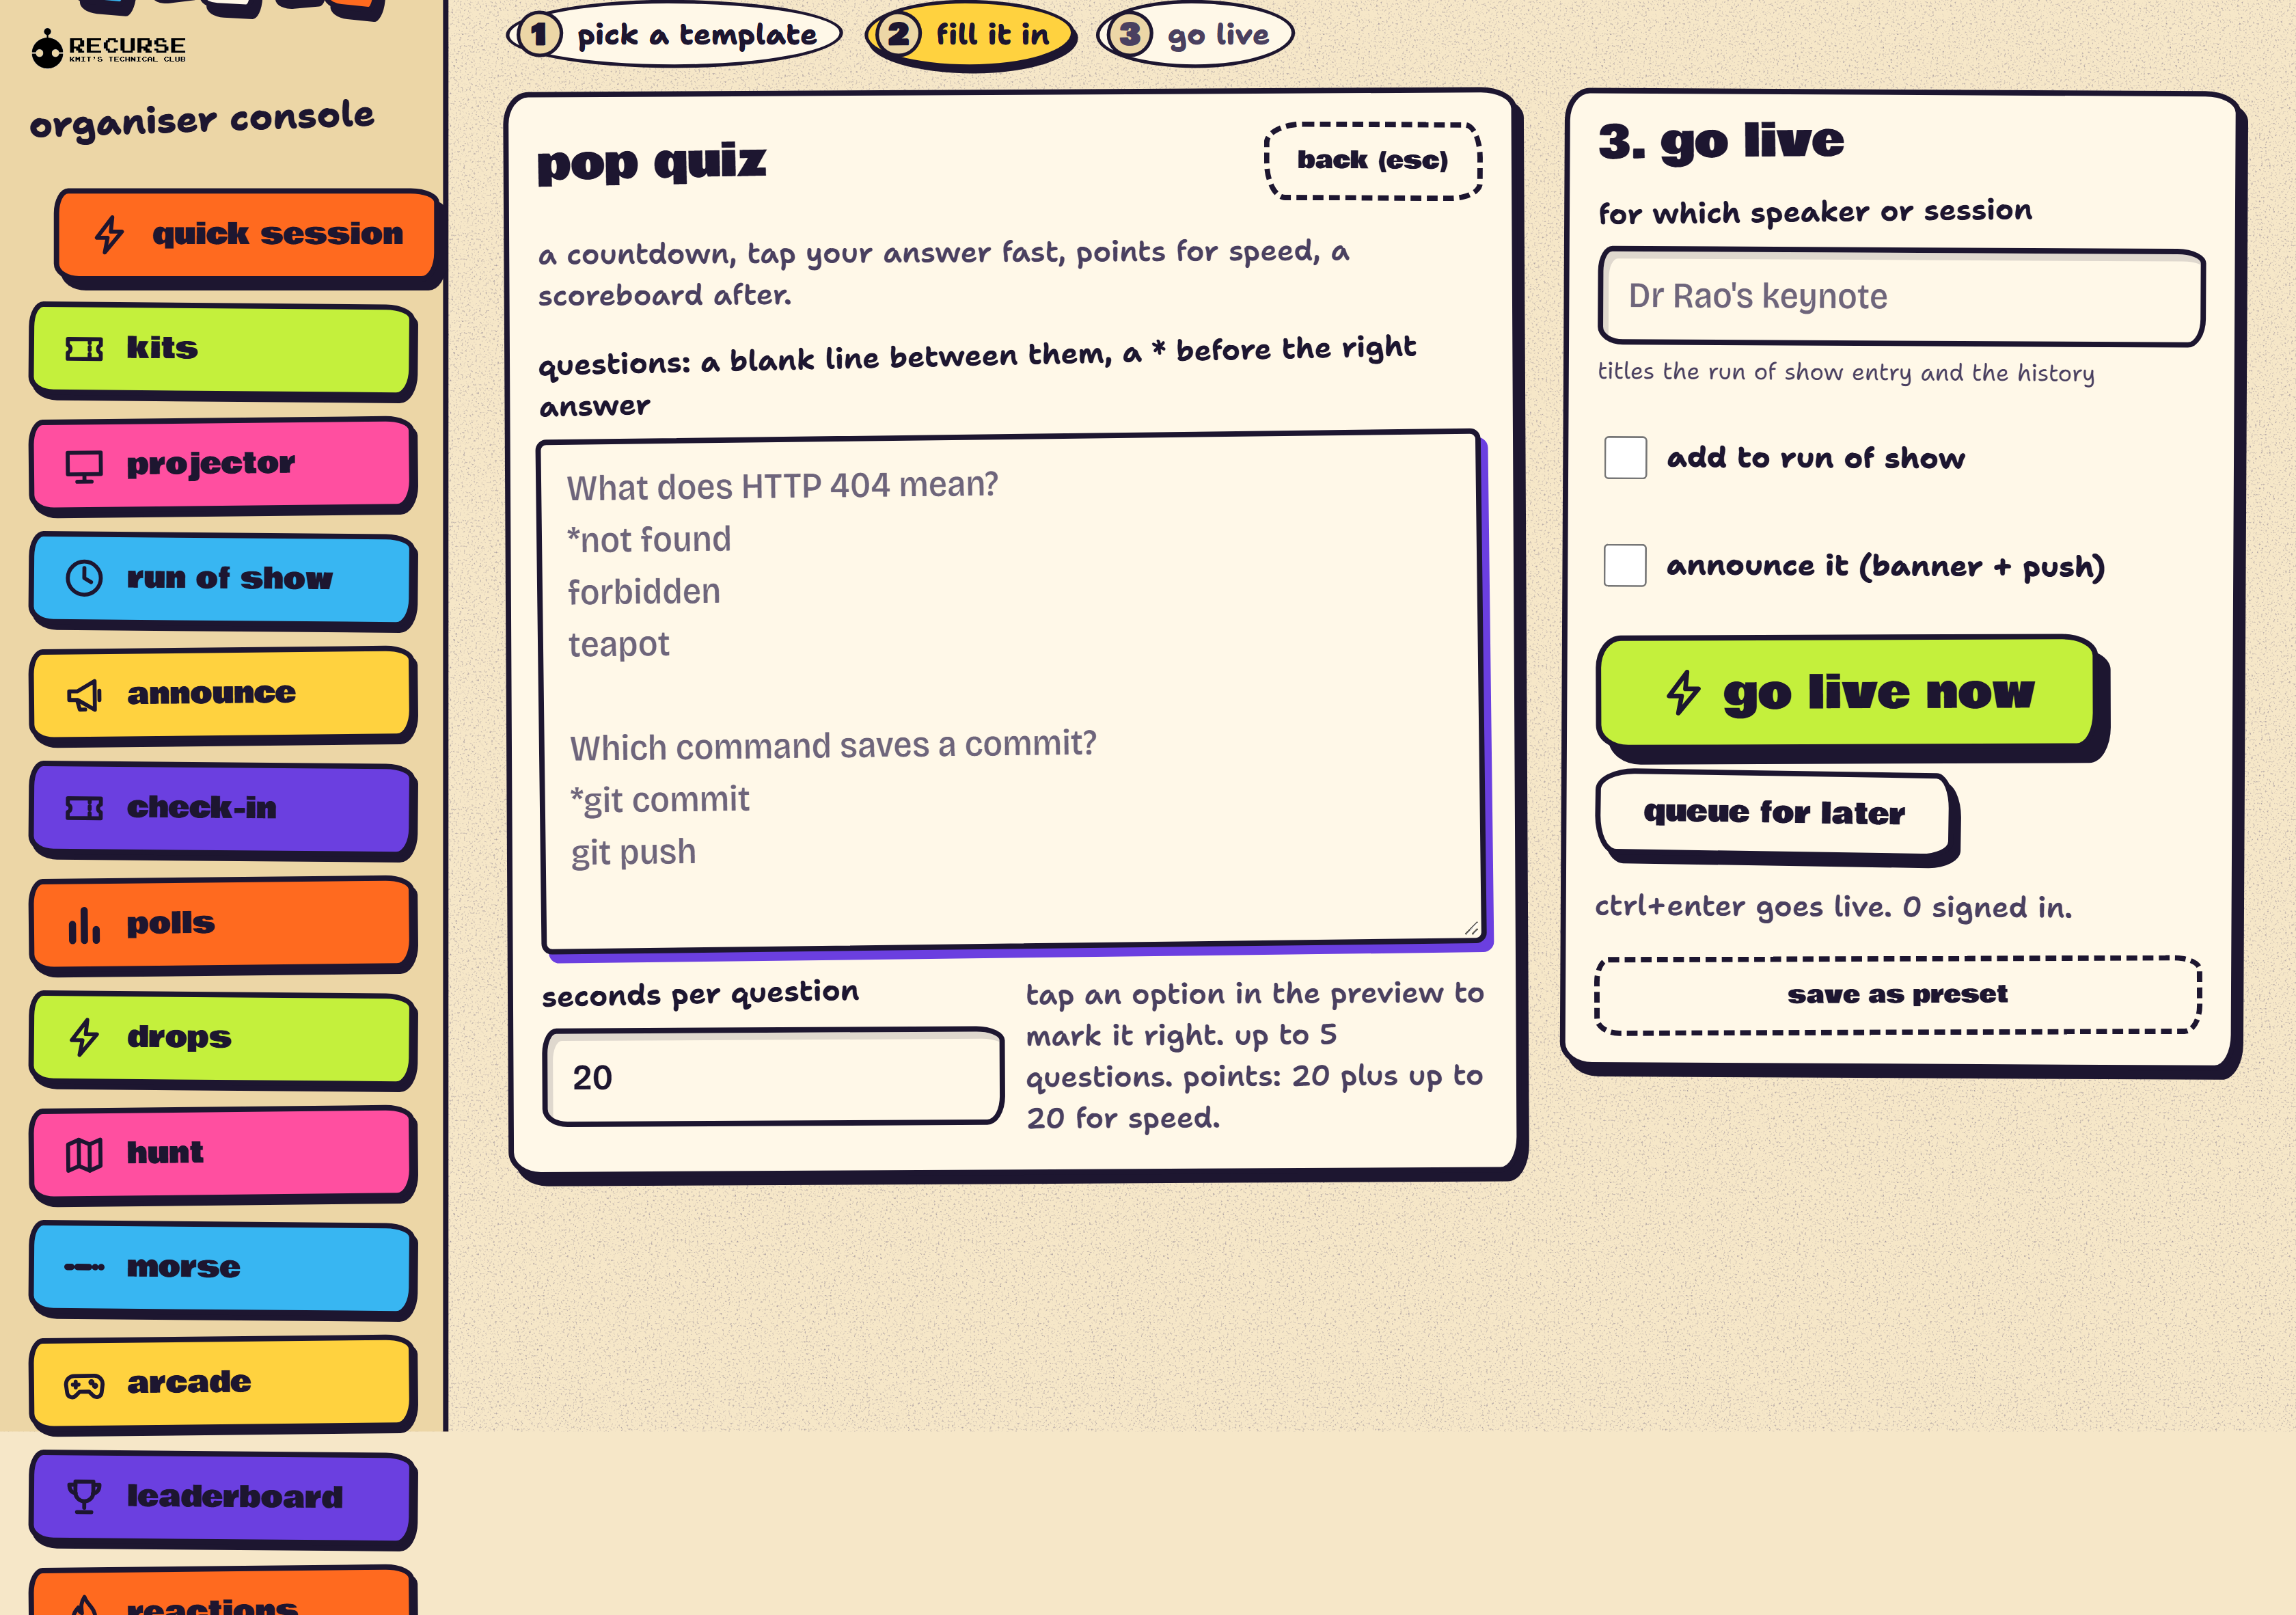 RECURSE
KMIT'S TECHNICAL CLUB
organiser console
quick session
kits
projector
run of show
announce
check-in
polls
drops
hunt
morse
arcade
leaderboard
reactions
1 pick a template
2 fill it in
3 go live
pop quiz
back (esc)
a countdown, tap your answer fast, points for speed, a
scoreboard after.
questions: a blank line between them, a * before the right
answer
What does HTTP 404 mean?
*not found
forbidden
teapot
Which command saves a commit?
*git commit
git push
seconds per question
20
tap an option in the preview to
mark it right. up to 5
questions. points: 20 plus up to
20 for speed.
3. go live
for which speaker or session
Dr Rao's keynote
titles the run of show entry and the history
add to run of show
announce it (banner + push)
go live now
queue for later
ctrl+enter goes live. 0 signed in.
save as preset